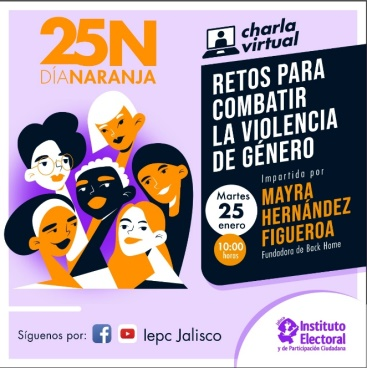 25N
DÍANARANJA
charla
virtual
RETOS PARA
COMBATIR
LA VIOLENCIA
DE GÉNERO
Impartida por
MAYRA
HERNÁNDEZ
FIGUEROA
Fundadora de Back Home
Martes
25
enero
10:00
horas
Síguenos por: Iepc Jalisco
Instituto
Electoral
y de Participación Ciudadana